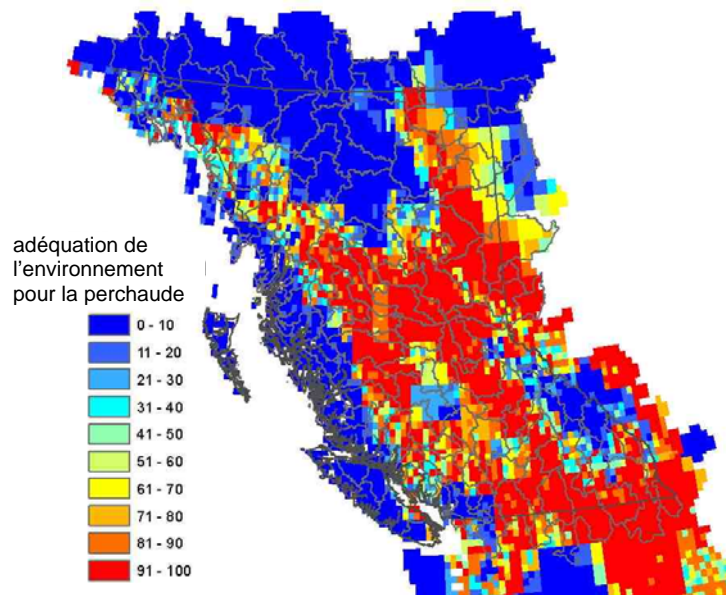 adéquation de
l'environnement
pour la perchaude
0 - 10
11 - 20
21 - 30
31 - 40
41 - 50
51 - 60
61 - 70
71 - 80
81 - 90
91 - 100